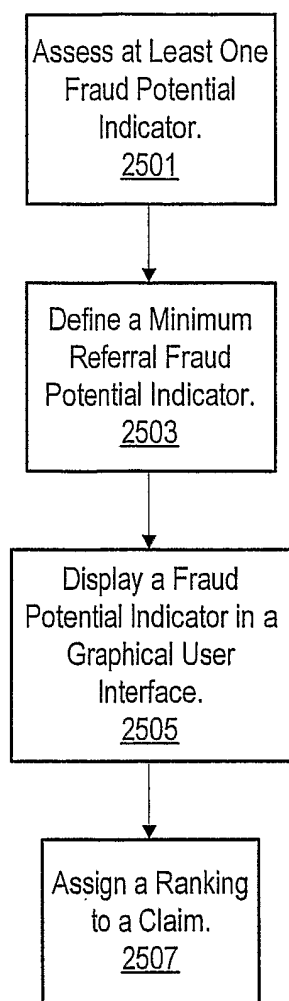 Assess at Least One
Fraud Potential
Indicator.
2501
Define a Minimum
Referral Fraud
Potential Indicator.
2503
Display a Fraud
Potential Indicator in a
Graphical User
Interface.
2505
Assign a Ranking
to a Claim.
2507